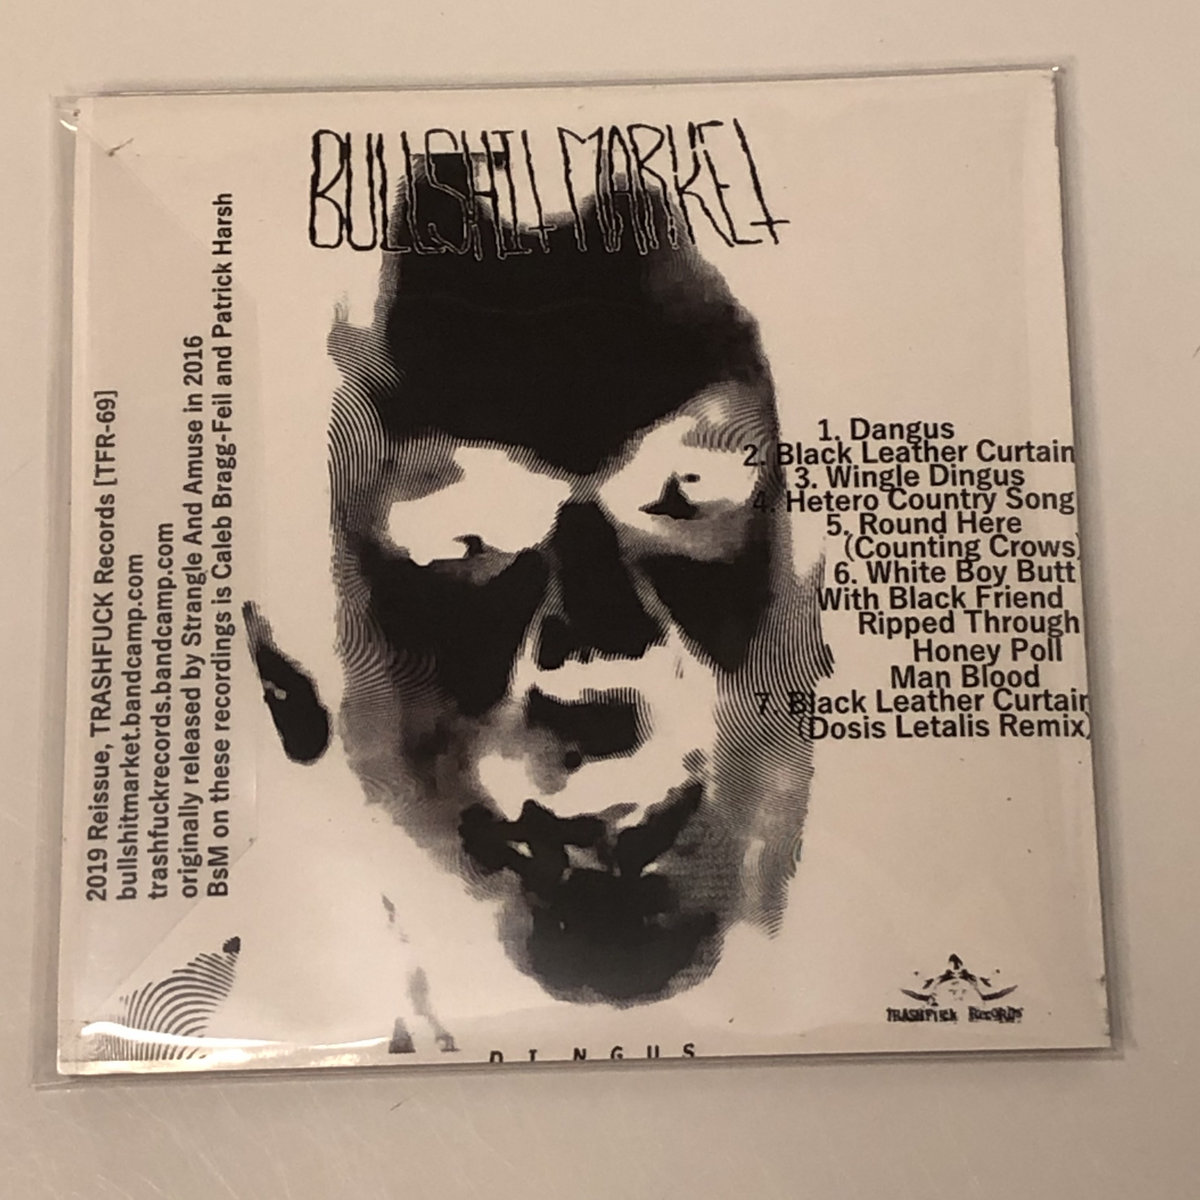 BULLSHIT MARKET
2019 Reissue, TRASHFUCK Records [TFR-69]
bullshitmarket.bandcamp.com
trashfuckrecords.bandcamp.com
originally released by Strangle And Amuse in 2016
BsM on these recordings is Caleb Bragg-Feil and Patrick Harsh
1. Dangus
2. Black Leather Curtain
3. Wingle Dingus
4. Hetero Country Song
5. Round Here
(Counting Crows)
6. White Boy Butt
With Black Friend
Ripped Through
Honey Poll
Man Blood
7. Black Leather Curtain
(Dosis Letalis Remix)
TRASHFUCK RECORDS
DINGUS